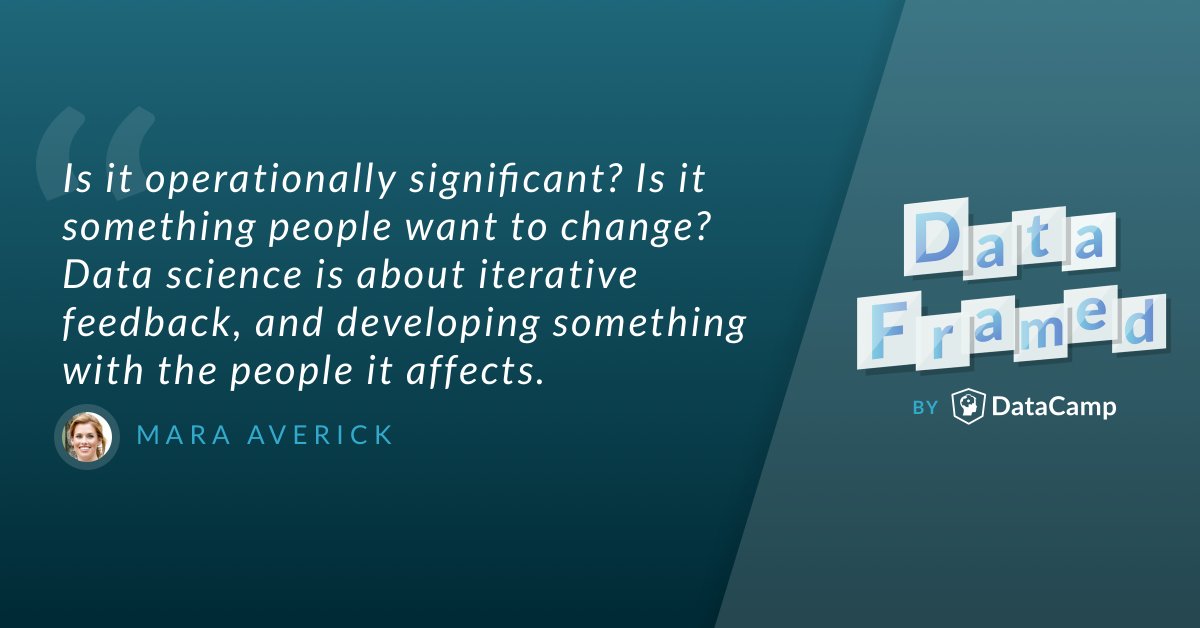 “
Is it operationally significant? Is it
something people want to change?
Data science is about iterative
feedback, and developing something
with the people it affects.
MARA AVERICK
Data
Framed
BY DataCamp